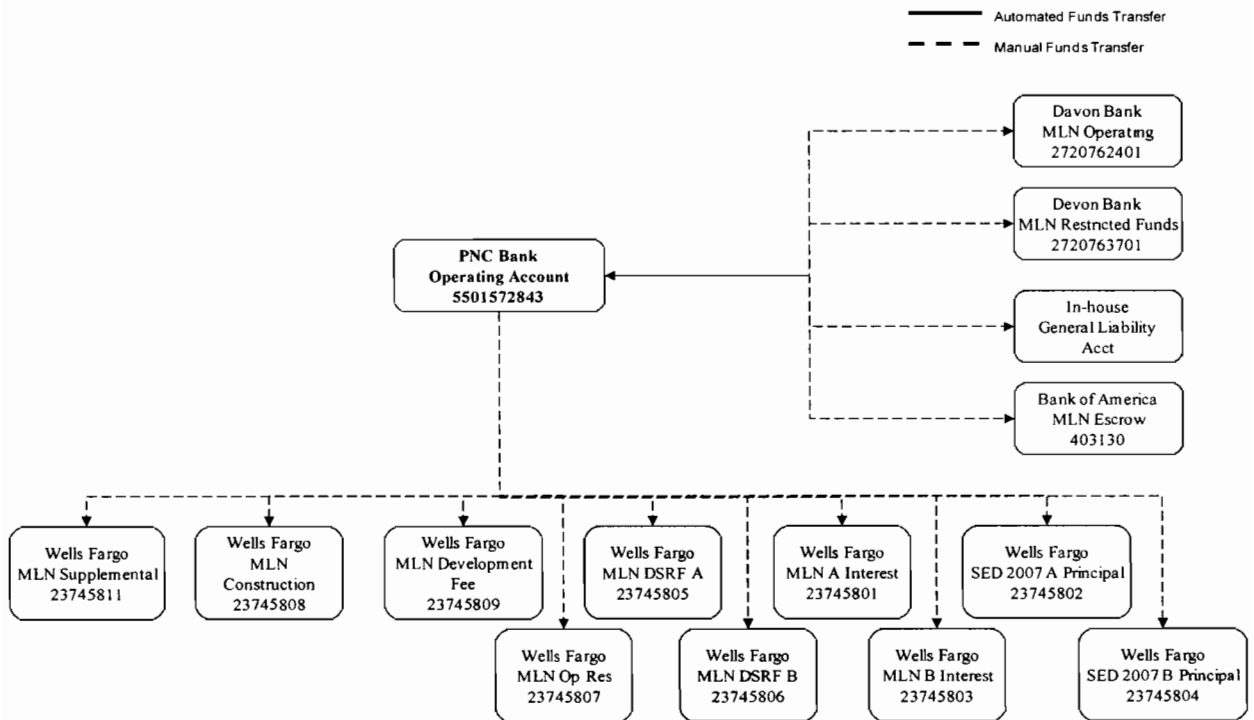 Automated Funds Transfer
Manual Funds Transfer
Davon Bank
MLN Operating
2720762401
Devon Bank
MLN Restricted Funds
2720763701
PNC Bank
Operating Account
5501572843
In-house
General Liability
Acct
Bank of America
MLN Escrow
403130
Wells Fargo
MLN Supplemental
23745811
Wells Fargo
MLN
Construction
23745808
Wells Fargo
MLN Development
Fee
23745809
Wells Fargo
MLN DSRF A
23745805
Wells Fargo
MLN A Interest
23745801
Wells Fargo
SED 2007 A Principal
23745802
Wells Fargo
MLN Op Res
23745807
Wells Fargo
MLN DSRF B
23745806
Wells Fargo
MLN B Interest
23745803
Wells Fargo
SED 2007 B Principal
23745804